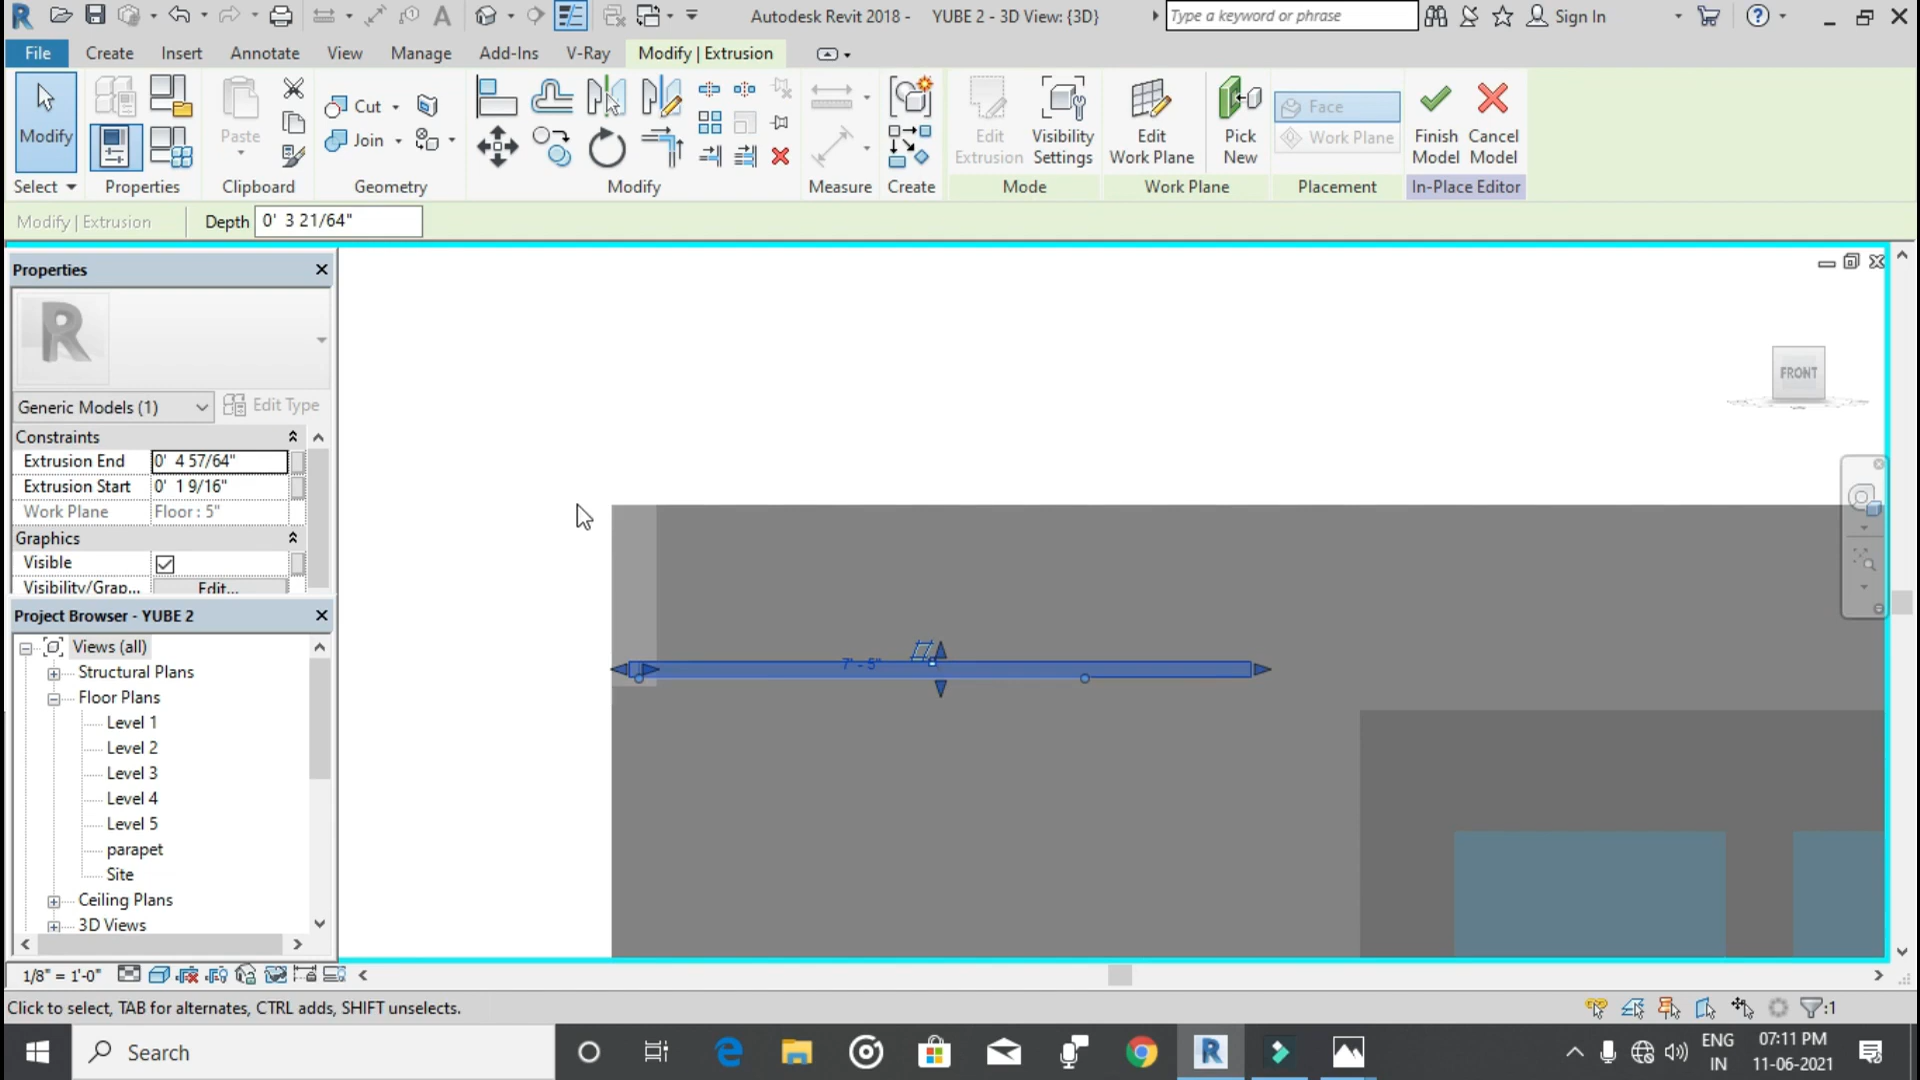 Autodesk Revit 2018 - YUBE 2 - 3D View: {3D}
Type a keyword or phrase
Sign In
File Create Insert Annotate View Manage Add-Ins V-Ray Modify | Extrusion
Modify
Paste
Cut
Join
Edit Extrusion
Visibility Settings
Edit Work Plane
Pick New
Face
Work Plane
Finish Model
Cancel Model
Select Properties Clipboard Geometry Modify Measure Create Mode Work Plane Placement In-Place Editor
Modify | Extrusion Depth 0' 3 21/64"
Properties
Generic Models (1) Edit Type
Constraints
Extrusion End 0' 4 57/64"
Extrusion Start 0' 1 9/16"
Work Plane Floor : 5"
Graphics
Visible
Visibility/Grap... Edit...
Project Browser - YUBE 2
Views (all)
Structural Plans
Floor Plans
Level 1
Level 2
Level 3
Level 4
Level 5
parapet
Site
Ceiling Plans
3D Views
FRONT
7' - 5"
1/8" = 1'-0"
Click to select, TAB for alternates, CTRL adds, SHIFT unselects.
:1
Search
ENG
IN
07:11 PM
11-06-2021